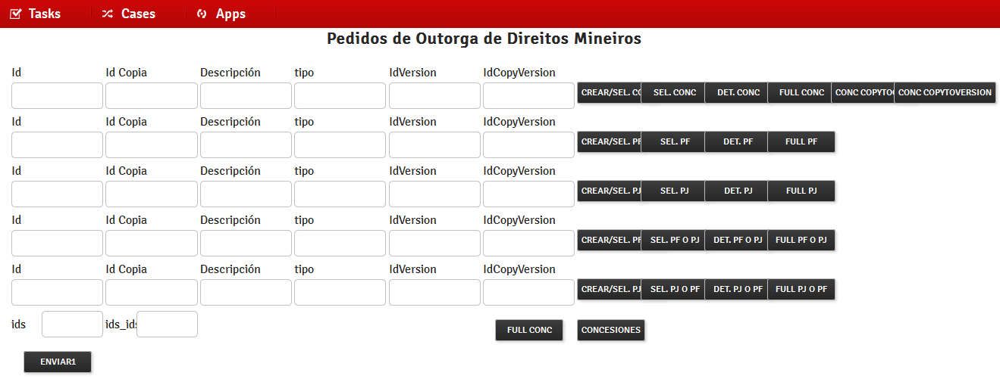 Tasks Cases Apps
Pedidos de Outorga de Direitos Mineiros
Id Id Copia Descripción tipo IdVersion IdCopyVersion
CREAR/SEL. CO SEL. CONC DET. CONC FULL CONC CONC COPYTOC CONC COPYTOVERSION
Id Id Copia Descripción tipo IdVersion IdCopyVersion
CREAR/SEL. PF SEL. PF DET. PF FULL PF
Id Id Copia Descripción tipo IdVersion IdCopyVersion
CREAR/SEL. PJ SEL. PJ DET. PJ FULL PJ
Id Id Copia Descripción tipo IdVersion IdCopyVersion
CREAR/SEL. PF SEL. PF O PJ DET. PF O PJ FULL PF O PJ
Id Id Copia Descripción tipo IdVersion IdCopyVersion
CREAR/SEL. PJ SEL. PJ O PF DET. PJ O PF FULL PJ O PF
ids ids_ids
FULL CONC CONCESIONES
ENVIAR1